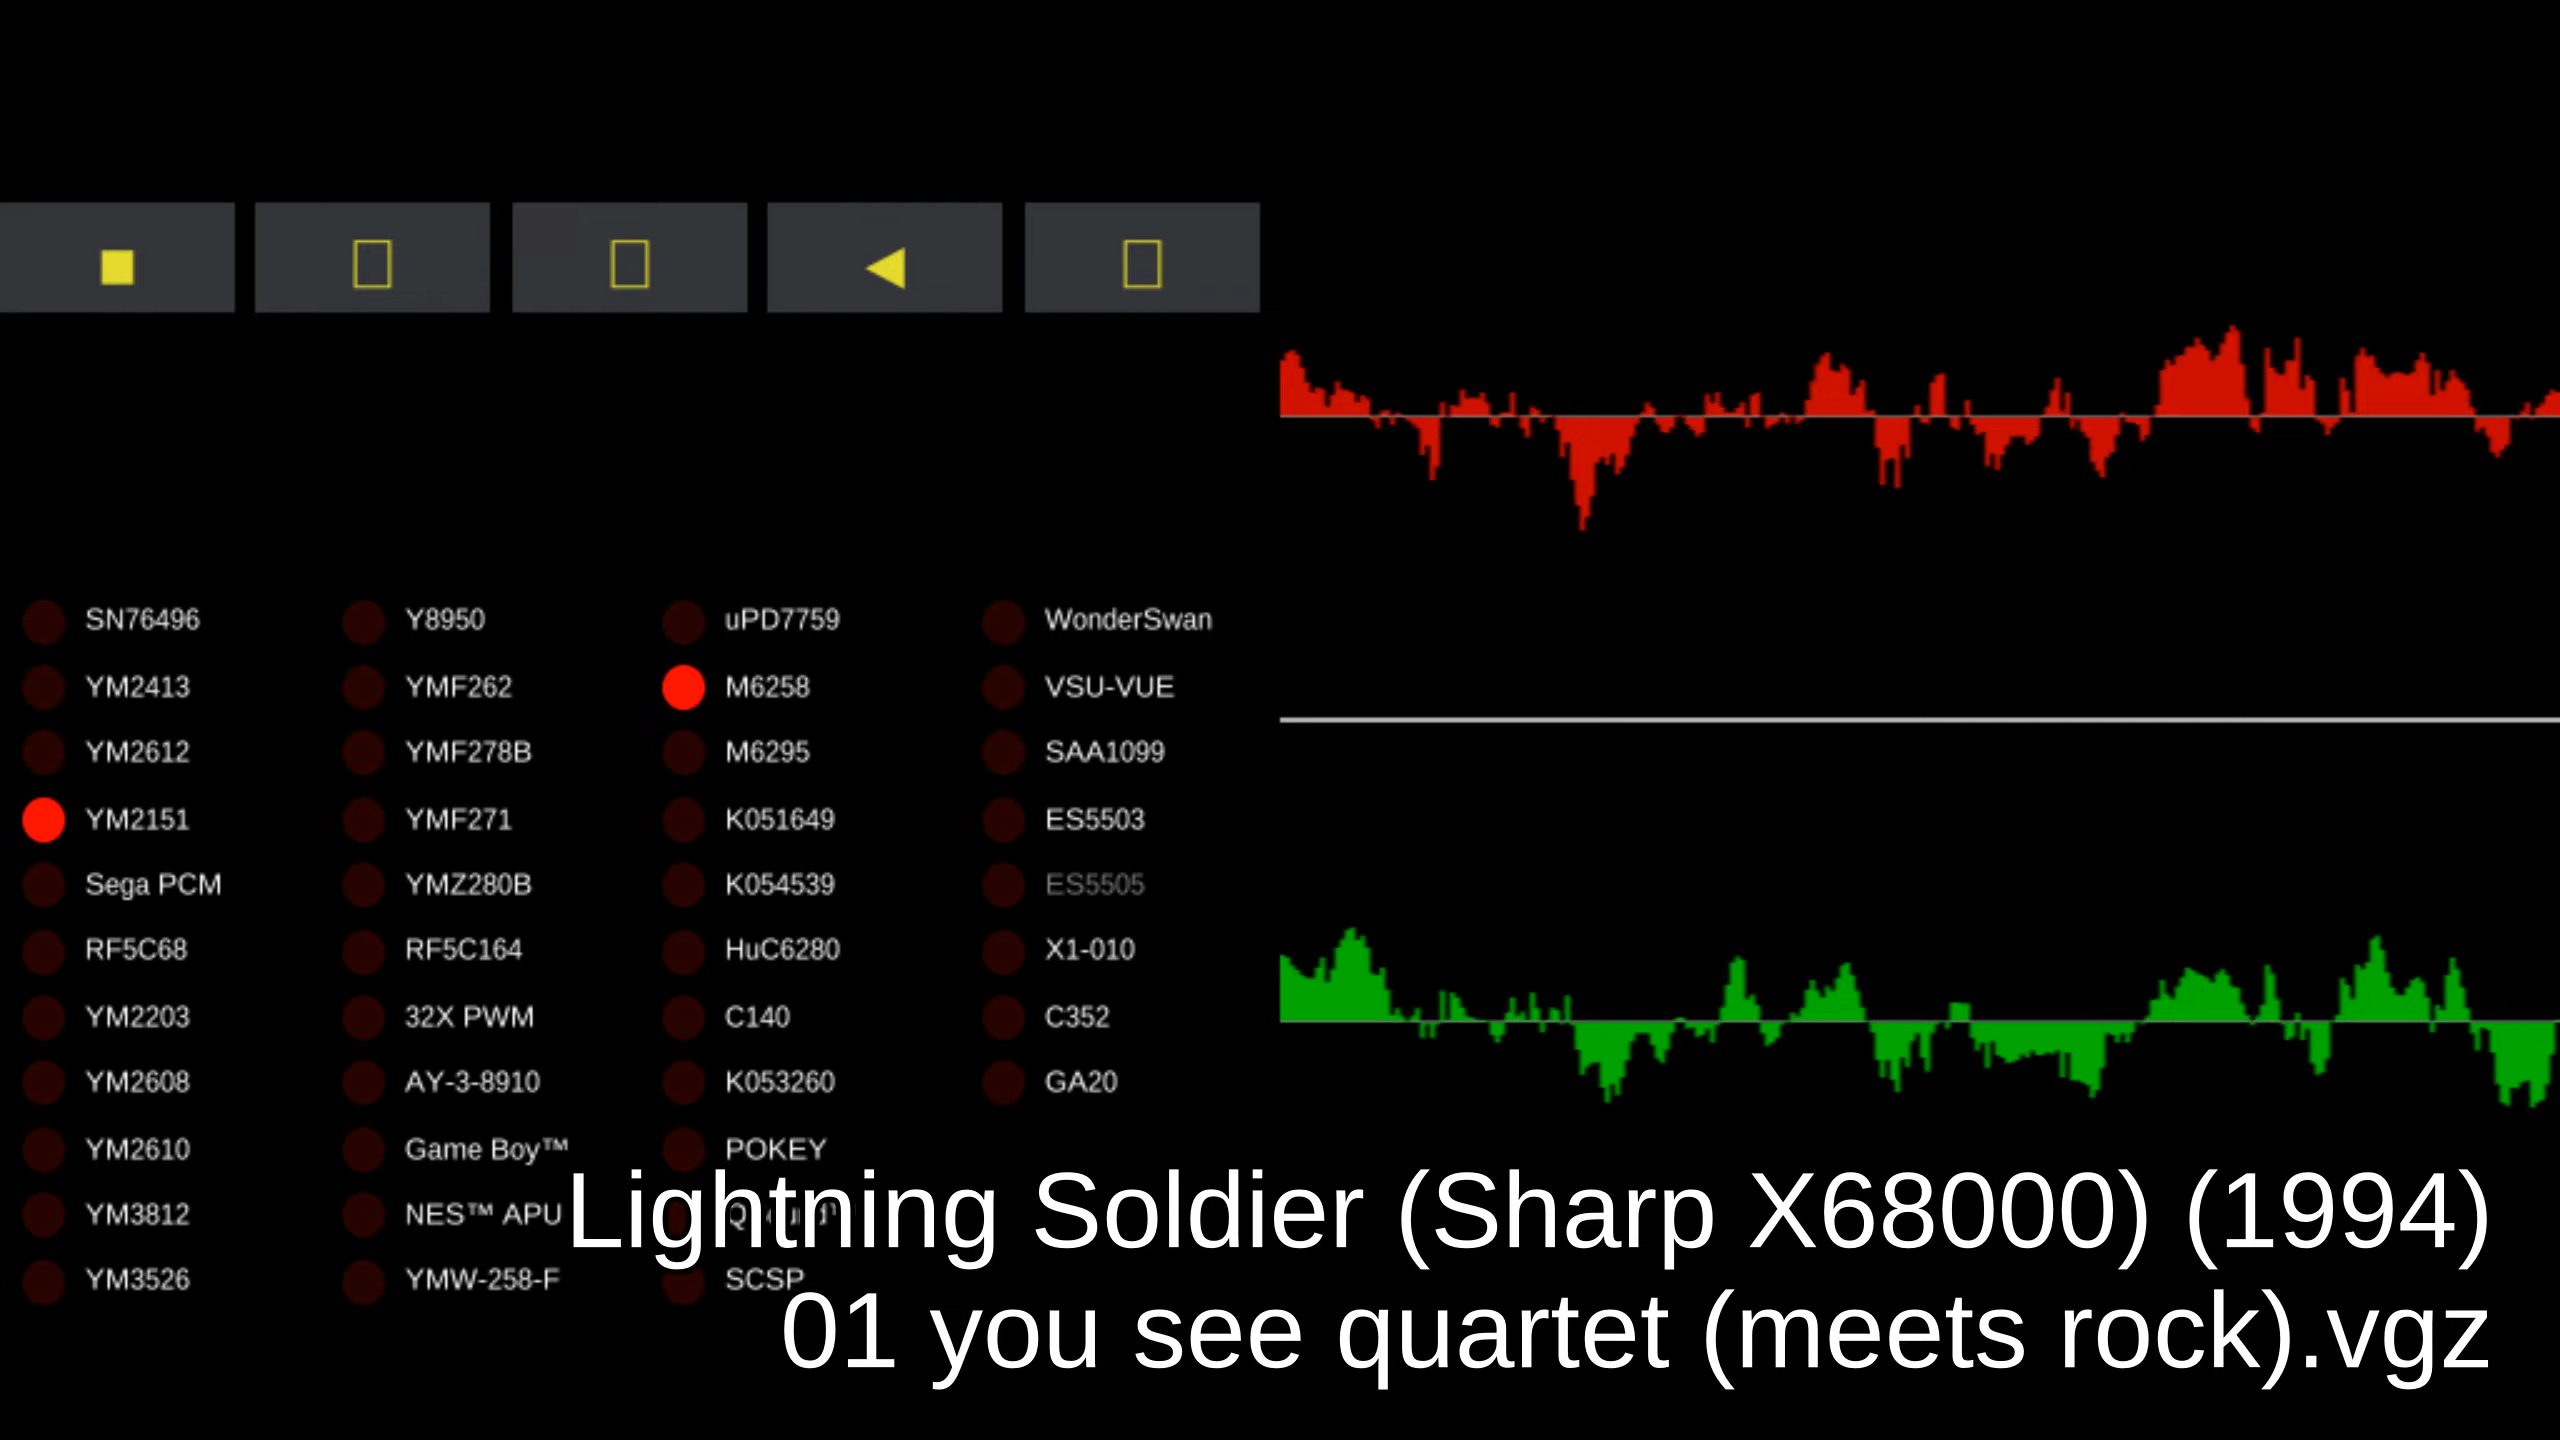 SN76496 Y8950 uPD7759 WonderSwan
YM2413 YMF262 M6258 VSU-VUE
YM2612 YMF278B M6295 SAA1099
YM2151 YMF271 K051649 ES5503
Sega PCM YMZ280B K054539 ES5505
RF5C68 RF5C164 HuC6280 X1-010
YM2203 32X PWM C140 C352
YM2608 AY-3-8910 K053260 GA20
YM2610 Game Boy™ POKEY
YM3812 NES™ APU
YM3526 YMW-258-F SCSP
Lightning Soldier (Sharp X68000) (1994)
01 you see quartet (meets rock).vgz